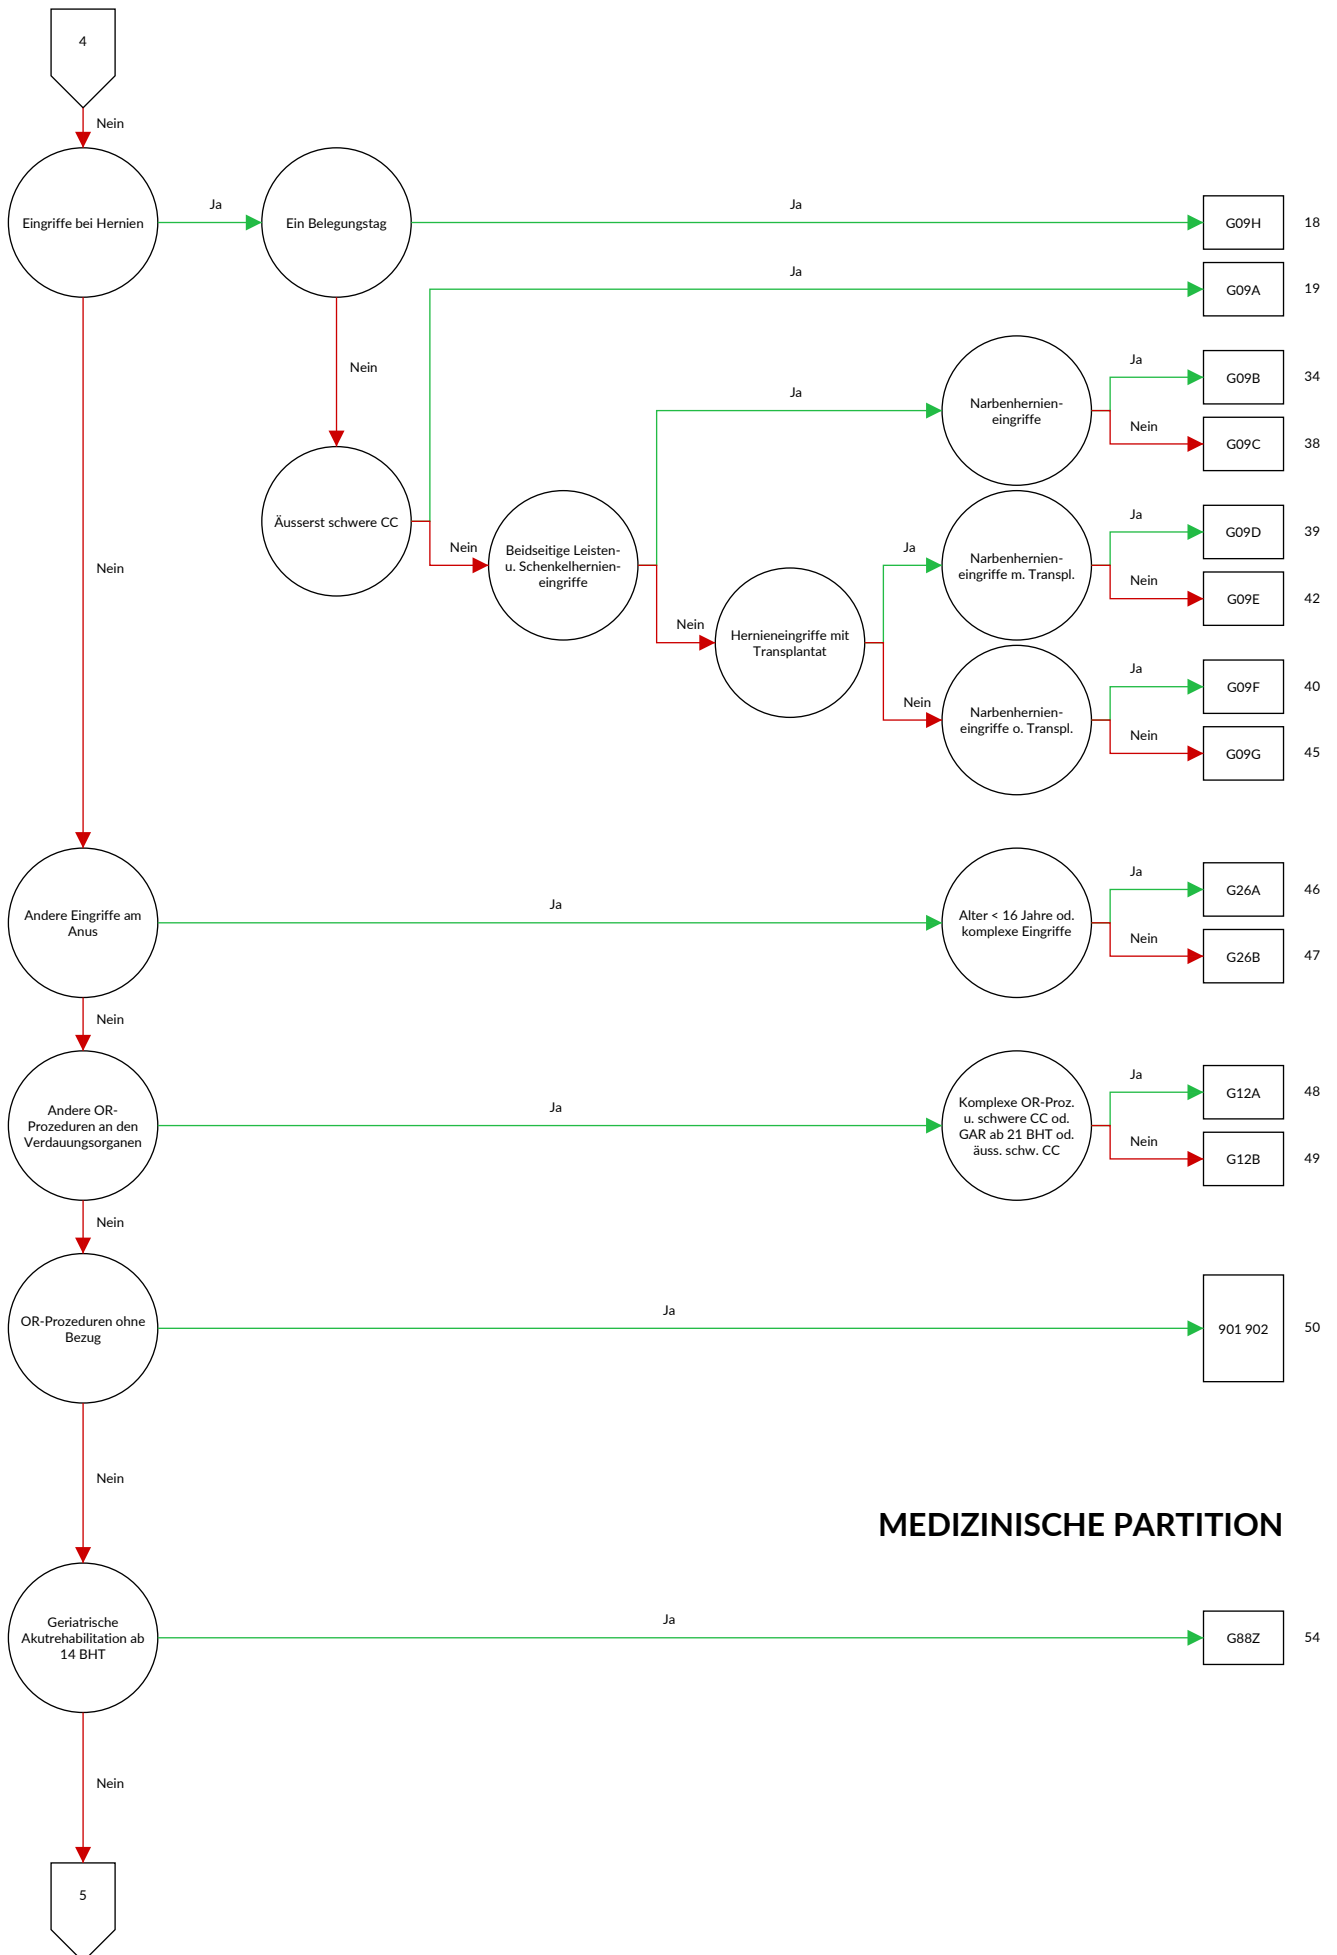 4
Nein
Eingriffe bei Hernien
Ja
Ein Belegungstag
Ja
G09H
18
Ja
G09A
19
Nein
Äusserst schwere CC
Nein
Beidseitige Leisten-
u. Schenkelhernien-
eingriffe
Ja
Narbenhernien-
eingriffe
Ja
G09B
34
Nein
G09C
38
Nein
Hernieneingriffe mit
Transplantat
Ja
Narbenhernien-
eingriffe m. Transpl.
Ja
G09D
39
Nein
G09E
42
Nein
Narbenhernien-
eingriffe o. Transpl.
Ja
G09F
40
Nein
G09G
45
Nein
Andere Eingriffe am
Anus
Ja
Alter < 16 Jahre od.
komplexe Eingriffe
Ja
G26A
46
Nein
G26B
47
Nein
Andere OR-
Prozeduren an den
Verdauungsorganen
Ja
Komplexe OR-Proz.
u. schwere CC od.
GAR ab 21 BHT od.
äuss. schw. CC
Ja
G12A
48
Nein
G12B
49
Nein
OR-Prozeduren ohne
Bezug
Ja
901 902
50
Nein
MEDIZINISCHE PARTITION
Geriatrische
Akutrehabilitation ab
14 BHT
Ja
G88Z
54
Nein
5